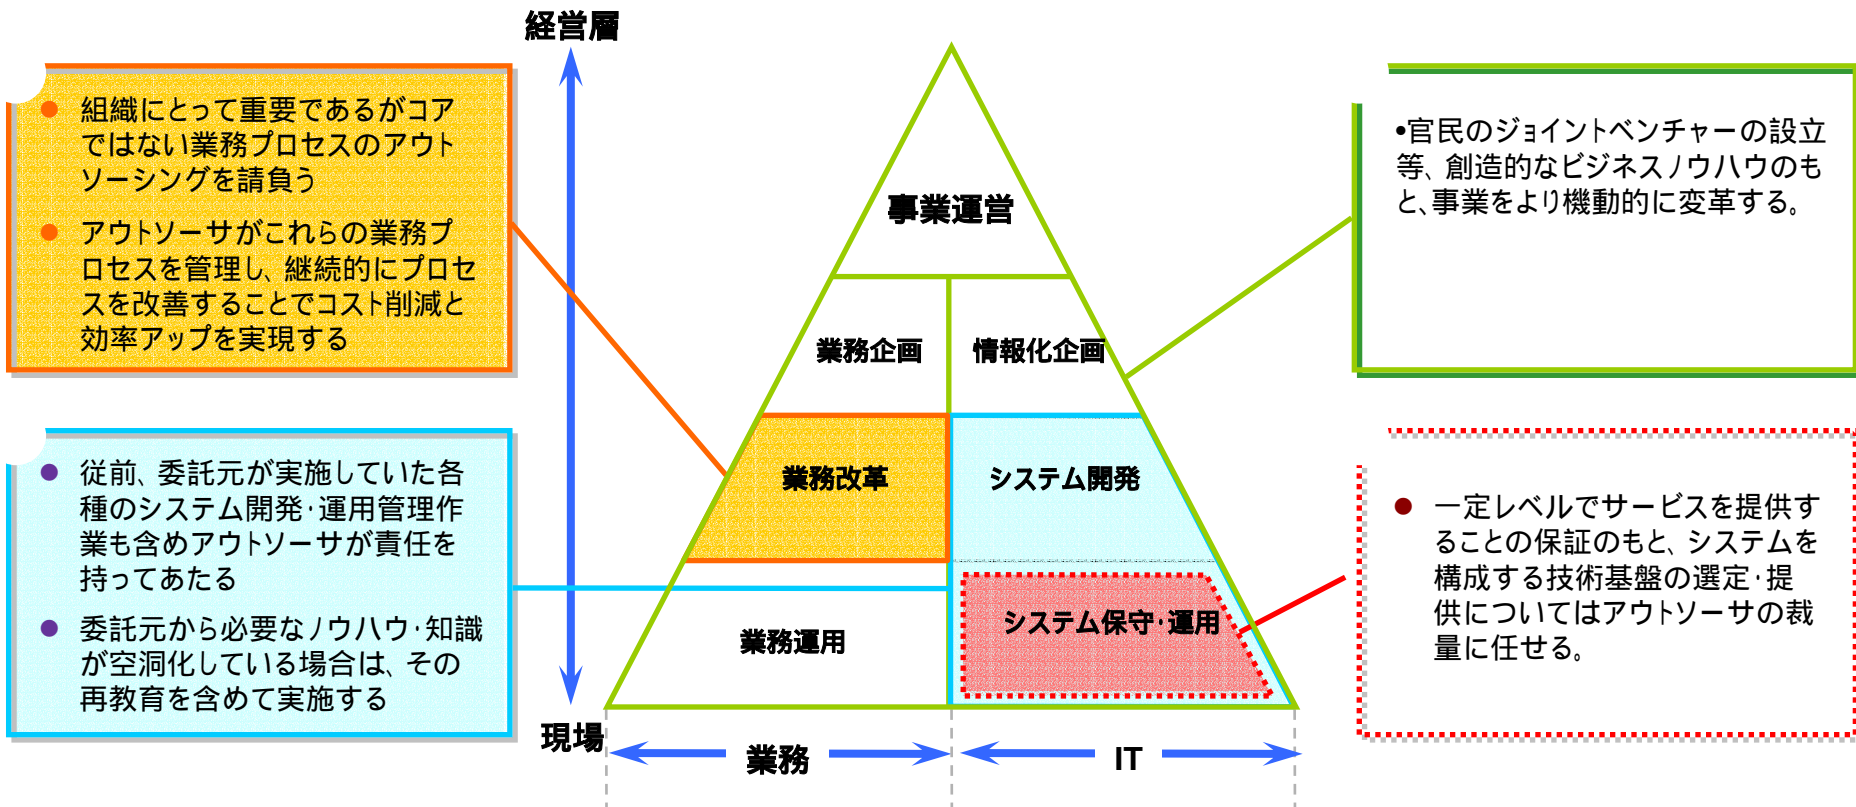 経営層
組織にとって重要であるがコア
ではない業務プロセスのアウト
ソーシングを請負う
アウトソーサがこれらの業務プ
ロセスを管理し、継続的にプロセ
スを改善することでコスト削減と
効率アップを実現する
•官民のジョイントベンチャーの設立
等、創造的なビジネスノウハウのも
と、事業をより機動的に変革する。
事業運営
業務企画
情報化企画
業務改革
システム開発
従前、委託元が実施していた各
種のシステム開発・運用管理作
業も含めアウトソーサが責任を
持ってあたる
委託元から必要なノウハウ・知識
が空洞化している場合は、その
再教育を含めて実施する
一定レベルでサービスを提供す
ることの保証のもと、システムを
構成する技術基盤の選定・提
供についてはアウトソーサの裁
量に任せる。
業務運用
システム保守・運用
現場
業務
IT